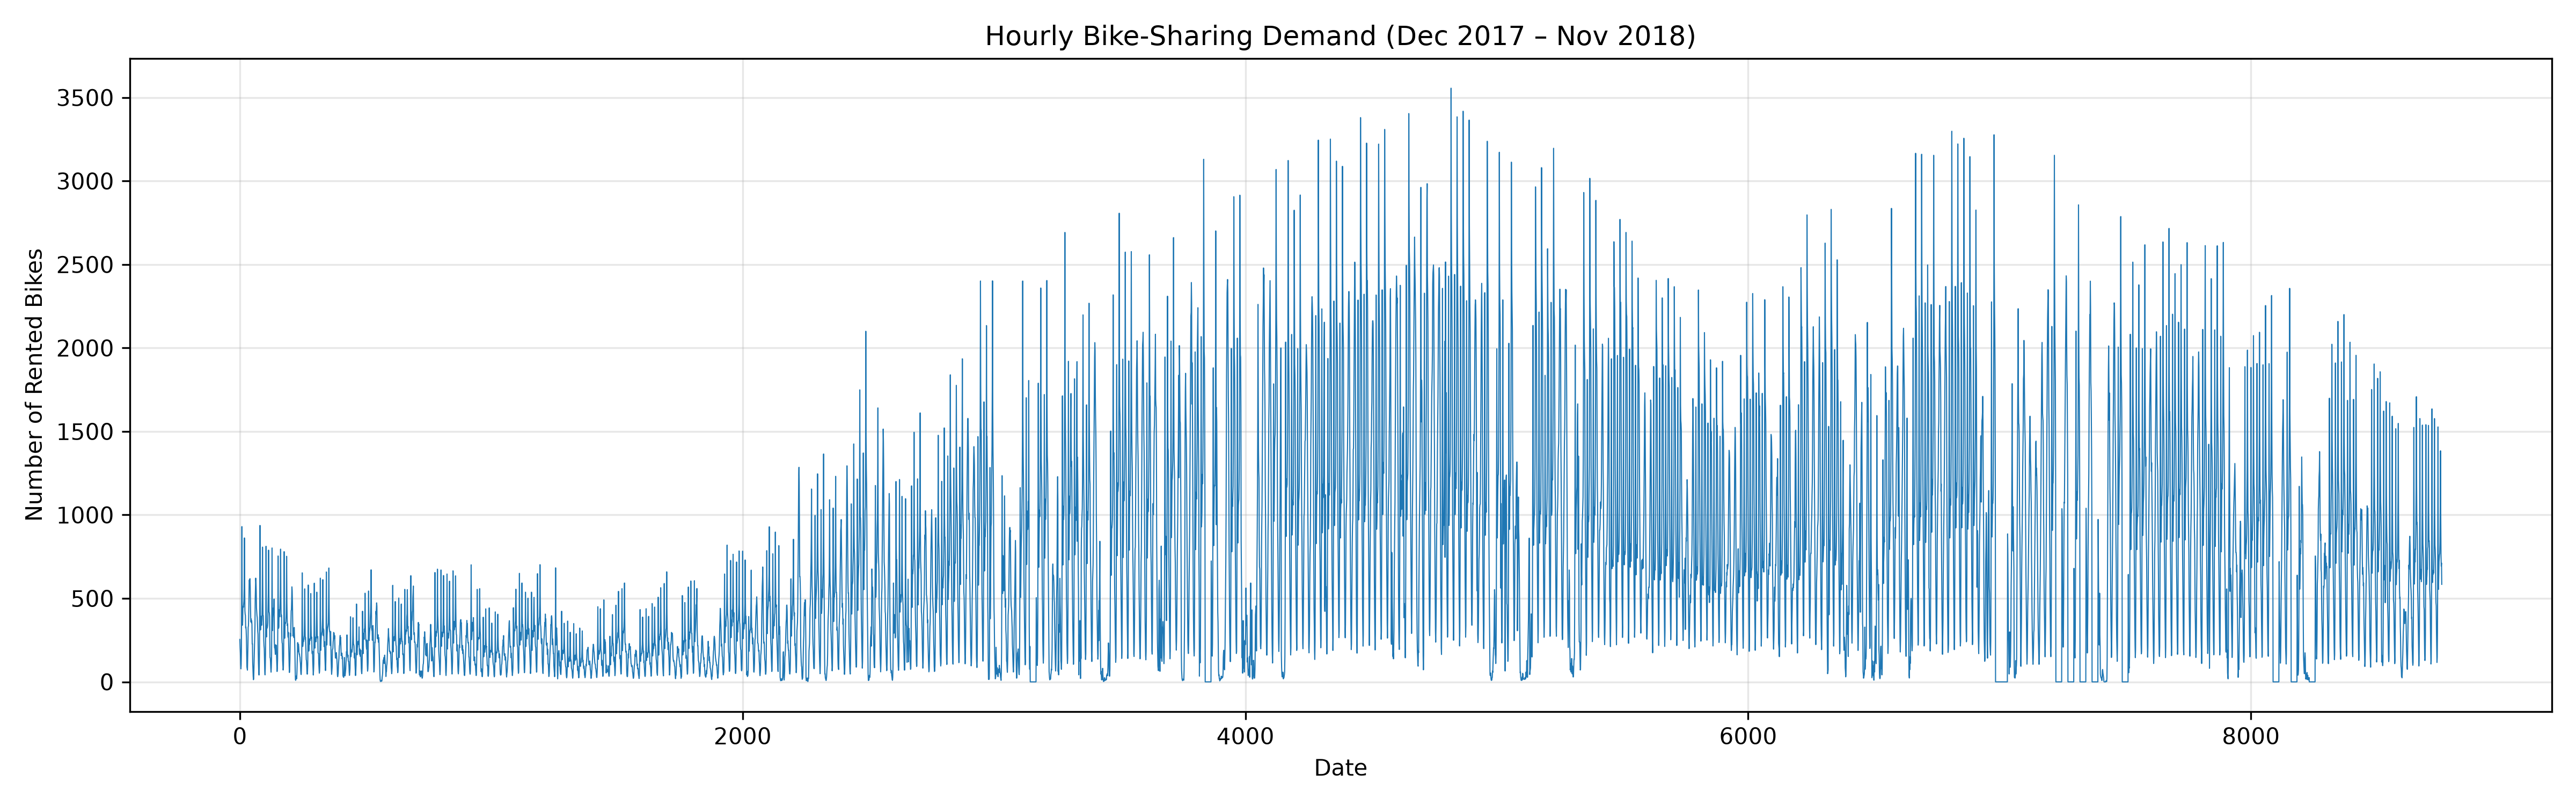 Hourly Bike-Sharing Demand (Dec 2017 – Nov 2018)
Number of Rented Bikes
3500
3000
2500
2000
1500
1000
500
0
0 2000 4000 6000 8000
Date